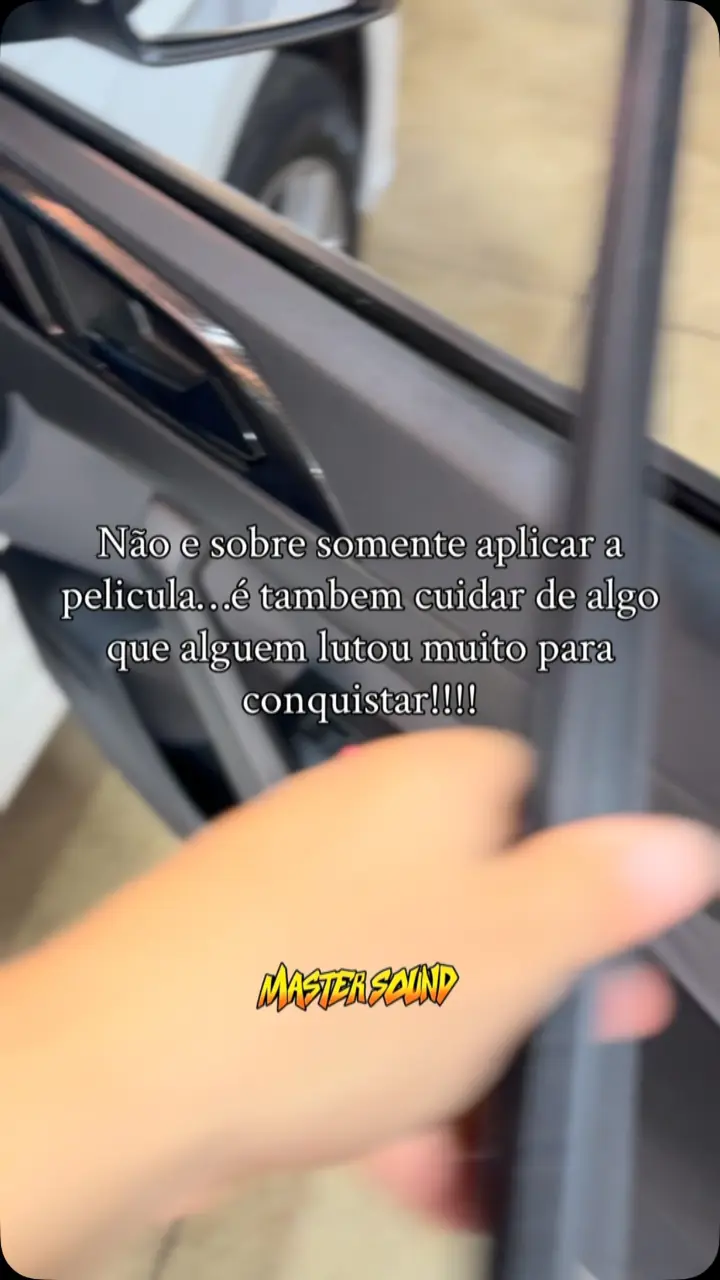 Não e sobre somente aplicar a
pelicula...é tambem cuidar de algo
que alguem lutou muito para
conquistar!!!!
MASTER SOUND